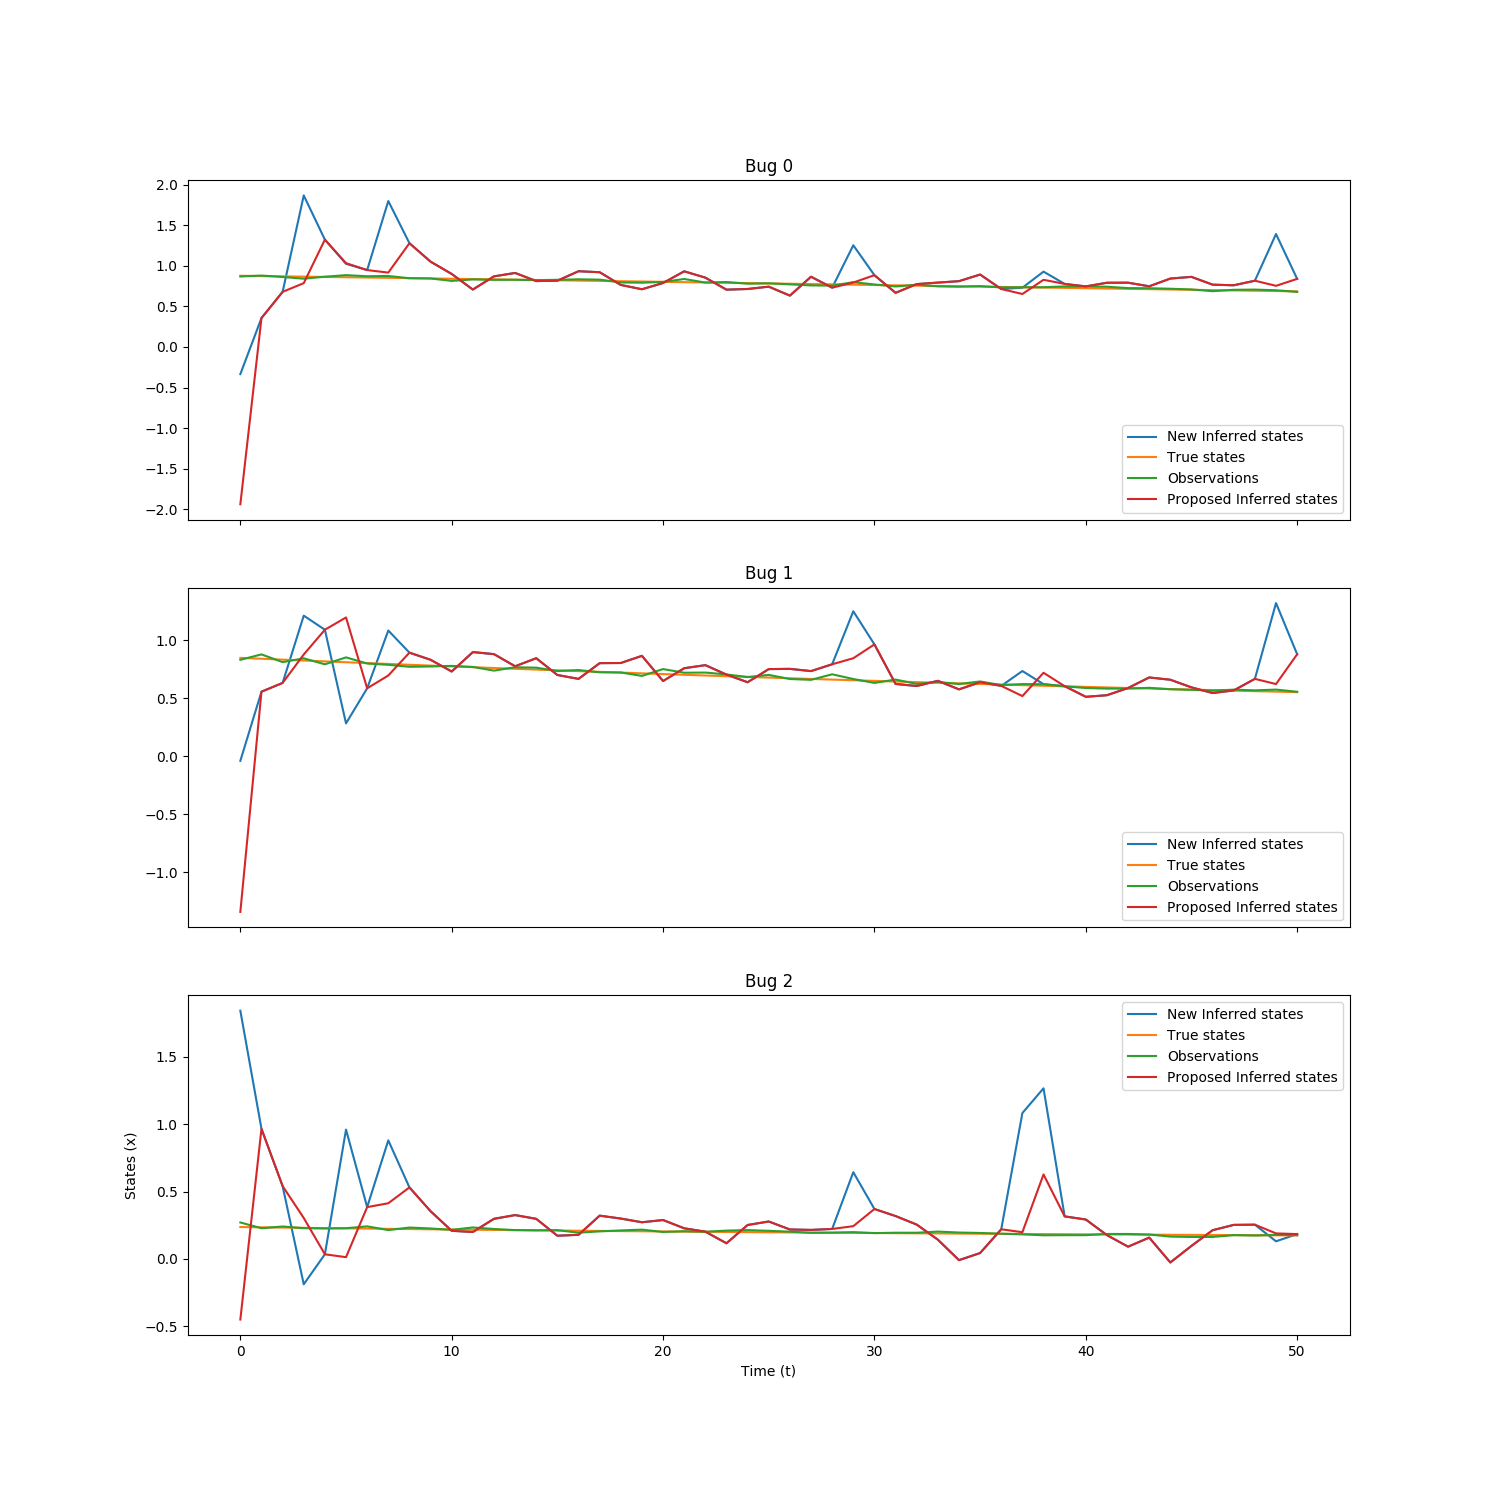 Bug 0
2.0
1.5
1.0
0.5
0.0
−0.5
−1.0
−1.5
−2.0
New Inferred states
True states
Observations
Proposed Inferred states
Bug 1
1.0
0.5
0.0
−0.5
−1.0
New Inferred states
True states
Observations
Proposed Inferred states
Bug 2
States (x)
1.5
1.0
0.5
0.0
−0.5
New Inferred states
True states
Observations
Proposed Inferred states
0 10 20 30 40 50
Time (t)